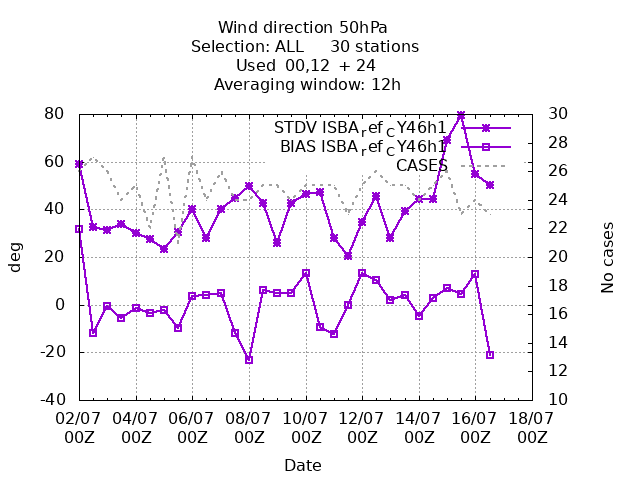 Wind direction 50hPa
Selection: ALL 30 stations
Used 00,12 + 24
Averaging window: 12h
STDV ISBA_ref_CY46h1
BIAS ISBA_ref_CY46h1
CASES
80
60
40
20
0
-20
-40
deg
30
28
26
24
22
20
18
16
14
12
10
No cases
02/07 04/07 06/07 08/07 10/07 12/07 14/07 16/07 18/07
00Z 00Z 00Z 00Z 00Z 00Z 00Z 00Z 00Z
Date